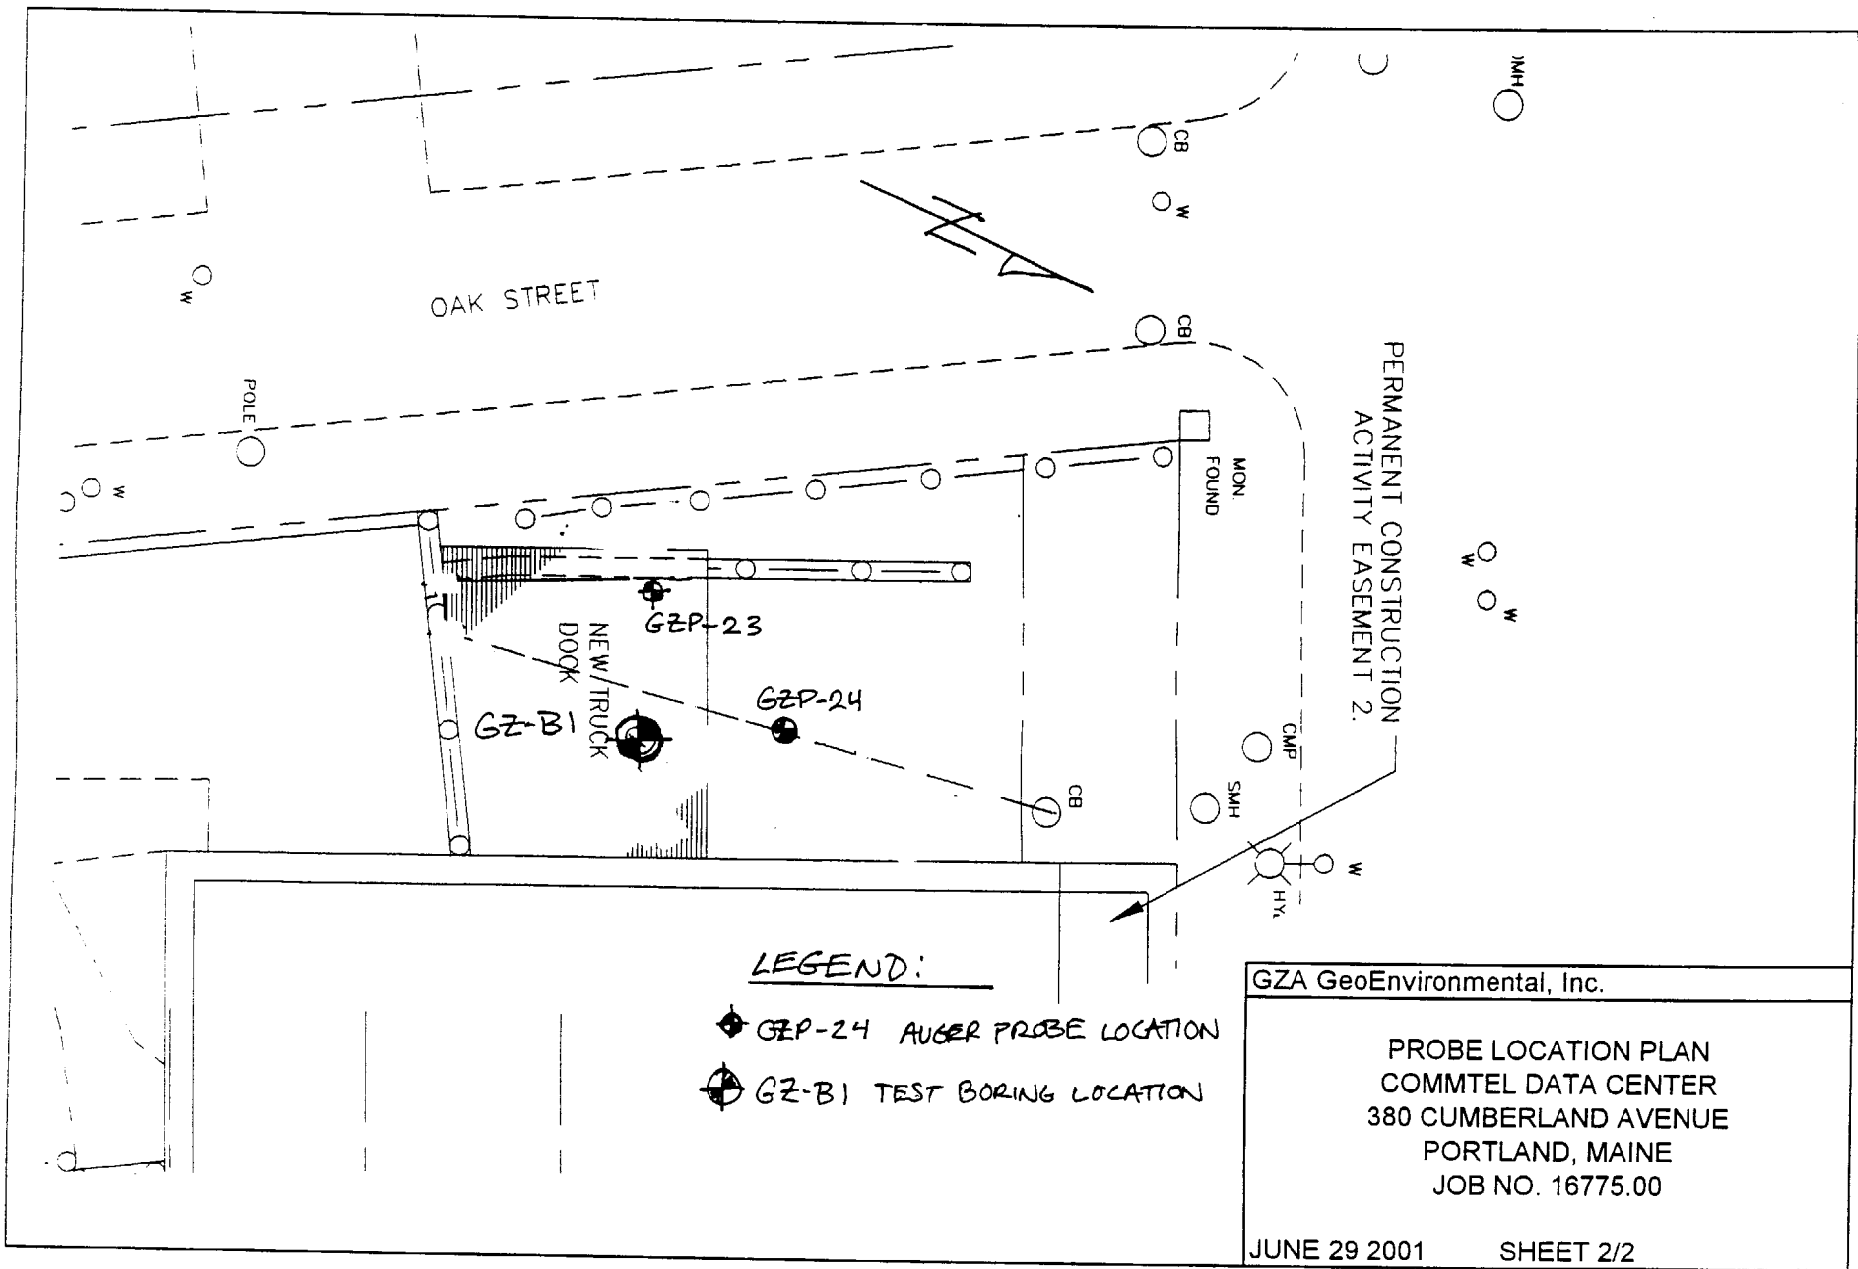 DMH
CB
W
W
OAK STREET
CB
POLE
W
MON.
FOUND
PERMANENT CONSTRUCTION
ACTIVITY EASEMENT 2.
W
W
GZP-23
NEW TRUCK
DOCK
GZP-24
GZ-B1
CMP
CB
SMH
W
HY
LEGEND:
GZP-24 AUGER PROBE LOCATION
GZ-B1 TEST BORING LOCATION
GZA GeoEnvironmental, Inc.
PROBE LOCATION PLAN
COMMTEL DATA CENTER
380 CUMBERLAND AVENUE
PORTLAND, MAINE
JOB NO. 16775.00
JUNE 29 2001 SHEET 2/2